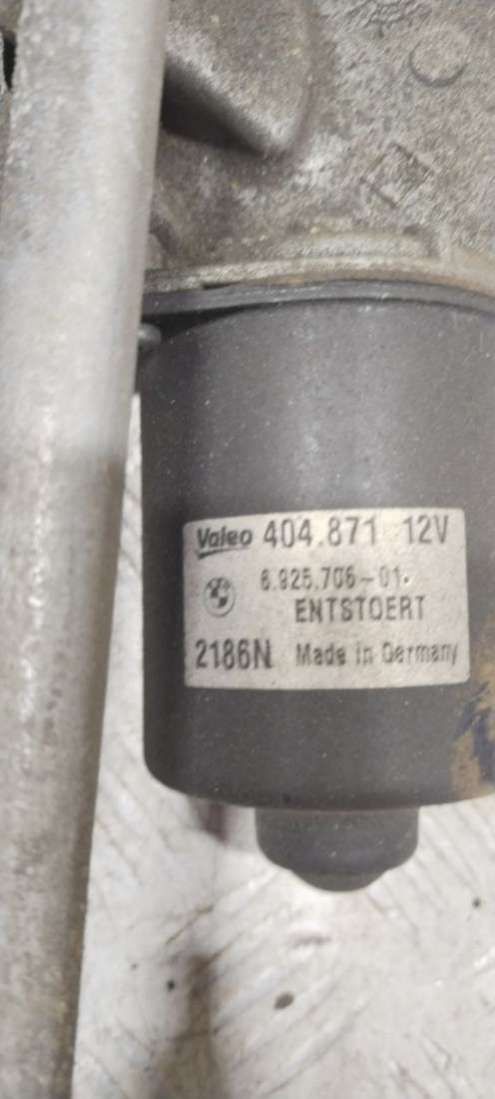 Valeo 404.871 12V
6.925.706-01.
ENTSTOERT
2186N Made in Germany